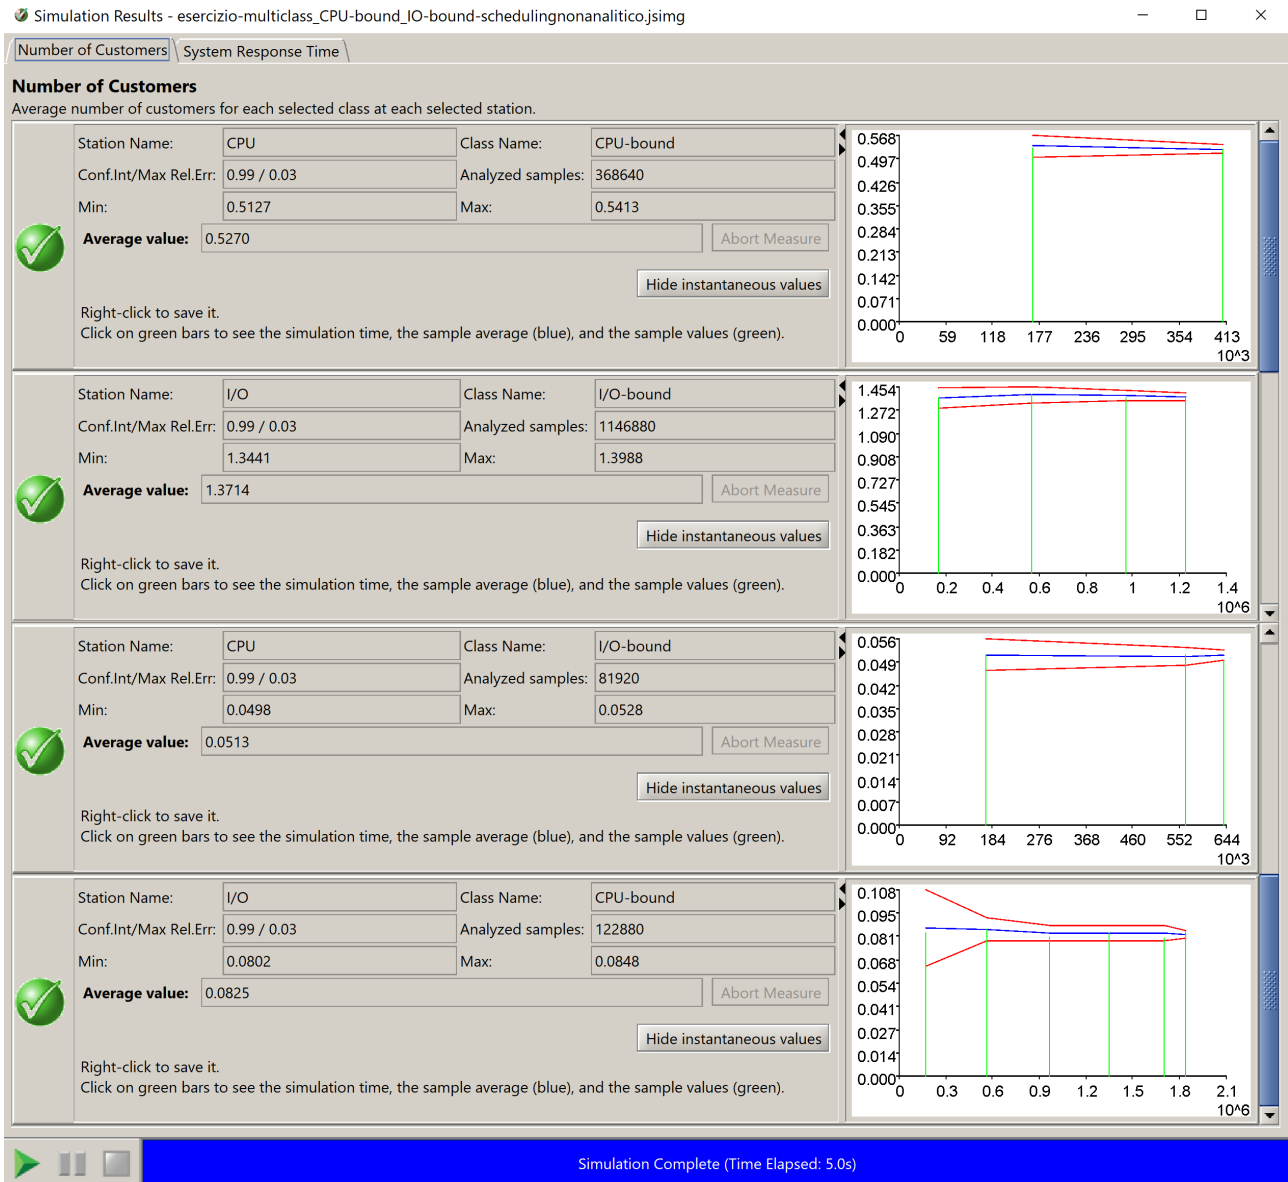 Simulation Results - esercizio-multiclass_CPU-bound_IO-bound-schedulingnonanalitico.jsimg
Number of Customers
System Response Time
Number of Customers
Average number of customers for each selected class at each selected station.
Station Name: CPU Class Name: CPU-bound
Conf.Int/Max Rel.Err: 0.99 / 0.03 Analyzed samples: 368640
Min: 0.5127 Max: 0.5413
Average value: 0.5270 Abort Measure
Hide instantaneous values
Right-click to save it.
Click on green bars to see the simulation time, the sample average (blue), and the sample values (green).
0.568
0.497
0.426
0.355
0.284
0.213
0.142
0.071
0.000
0 59 118 177 236 295 354 413
10^3
Station Name: I/O Class Name: I/O-bound
Conf.Int/Max Rel.Err: 0.99 / 0.03 Analyzed samples: 1146880
Min: 1.3441 Max: 1.3988
Average value: 1.3714 Abort Measure
Hide instantaneous values
Right-click to save it.
Click on green bars to see the simulation time, the sample average (blue), and the sample values (green).
1.454
1.272
1.090
0.908
0.727
0.545
0.363
0.182
0.000
0 0.2 0.4 0.6 0.8 1 1.2 1.4
10^6
Station Name: CPU Class Name: I/O-bound
Conf.Int/Max Rel.Err: 0.99 / 0.03 Analyzed samples: 81920
Min: 0.0498 Max: 0.0528
Average value: 0.0513 Abort Measure
Hide instantaneous values
Right-click to save it.
Click on green bars to see the simulation time, the sample average (blue), and the sample values (green).
0.056
0.049
0.042
0.035
0.028
0.021
0.014
0.007
0.000
0 92 184 276 368 460 552 644
10^3
Station Name: I/O Class Name: CPU-bound
Conf.Int/Max Rel.Err: 0.99 / 0.03 Analyzed samples: 122880
Min: 0.0802 Max: 0.0848
Average value: 0.0825 Abort Measure
Hide instantaneous values
Right-click to save it.
Click on green bars to see the simulation time, the sample average (blue), and the sample values (green).
0.108
0.095
0.081
0.068
0.054
0.041
0.027
0.014
0.000
0 0.3 0.6 0.9 1.2 1.5 1.8 2.1
10^6
Simulation Complete (Time Elapsed: 5.0s)